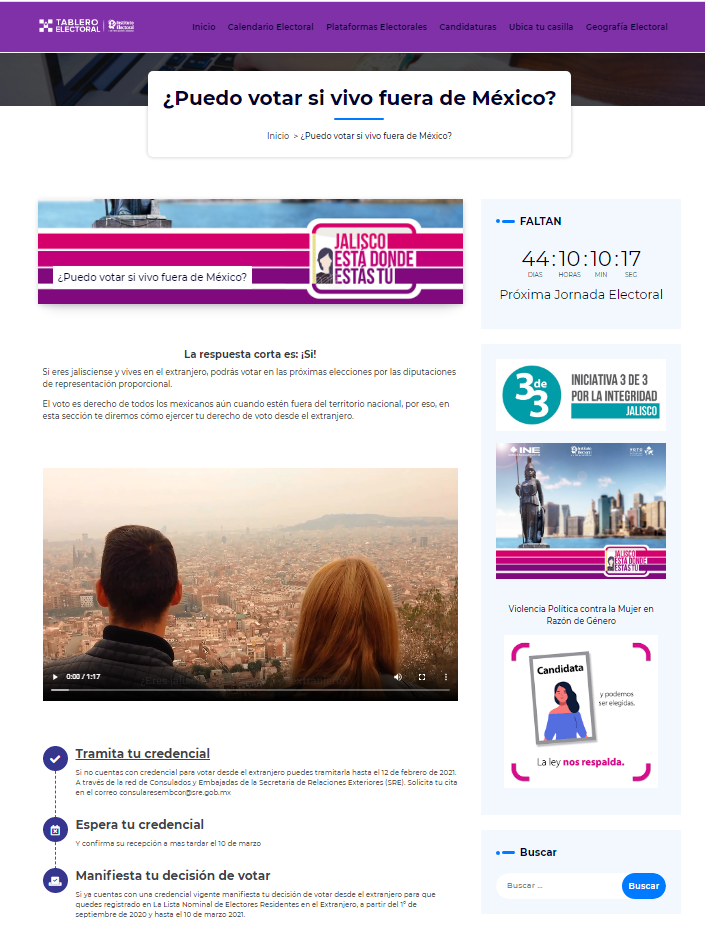 TABLERO
ELECTORAL
Instituto
Electoral
Inicio
Calendario Electoral
Plataformas Electorales
Candidaturas
Ubica tu casilla
Geografía Electoral
¿Puedo votar si vivo fuera de México?
Inicio > ¿Puedo votar si vivo fuera de México?
JALISCO
ESTÁ DONDE
ESTÁS TÚ
¿Puedo votar si vivo fuera de México?
La respuesta corta es: ¡Si!
Si eres jalisciense y vives en el extranjero, podrás votar en las próximas elecciones por las diputaciones
de representación proporcional.
El voto es derecho de todos los mexicanos aún cuando estén fuera del territorio nacional, por eso, en
esta sección te diremos cómo ejercer tu derecho de voto desde el extranjero.
0:00 / 1:17
Tramita tu credencial
Si no cuentas con credencial para votar desde el extranjero puedes tramitarla hasta el 12 de febrero de 2021.
A través de la red de Consulados y Embajadas de la Secretaria de Relaciones Exteriores (SRE). Solicita tu cita
en el correo consularesembcor@sre.gob.mx
Espera tu credencial
Y confirma su recepción a mas tardar el 10 de marzo
Manifiesta tu decisión de votar
Si ya cuentas con una credencial vigente manifiesta tu decisión de votar desde el extranjero para que
quedes registrado en La Lista Nominal de Electores Residentes en el Extranjero, a partir del 1º de
septiembre de 2020 y hasta el 10 de marzo 2021.
FALTAN
44:10:10:17
DIAS HORAS MIN SEC
Próxima Jornada Electoral
3 de 3
INICIATIVA 3 DE 3
POR LA INTEGRIDAD
JALISCO
INE
JALISCO
ESTÁ DONDE
ESTÁS TÚ
Violencia Política contra la Mujer en
Razón de Género
Candidata
y podemos
ser elegidas.
La ley nos respalda.
Buscar
Buscar ...
Buscar